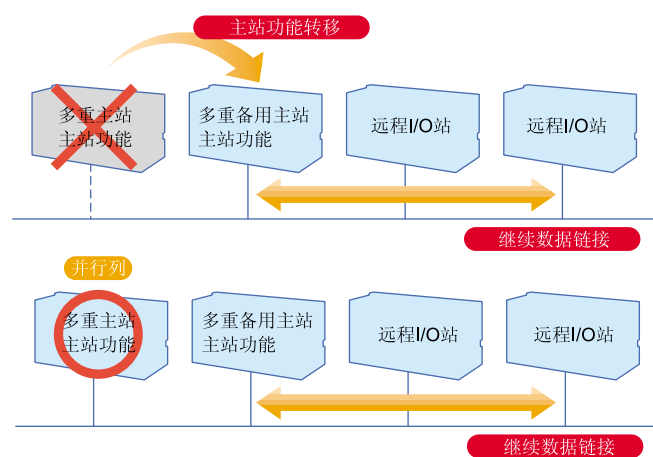 主站功能转移
多重主站
主站功能
多重备用主站
主站功能
远程I/O站
远程I/O站
继续数据链接
并行列
多重主站
主站功能
多重备用主站
主站功能
远程I/O站
远程I/O站
继续数据链接